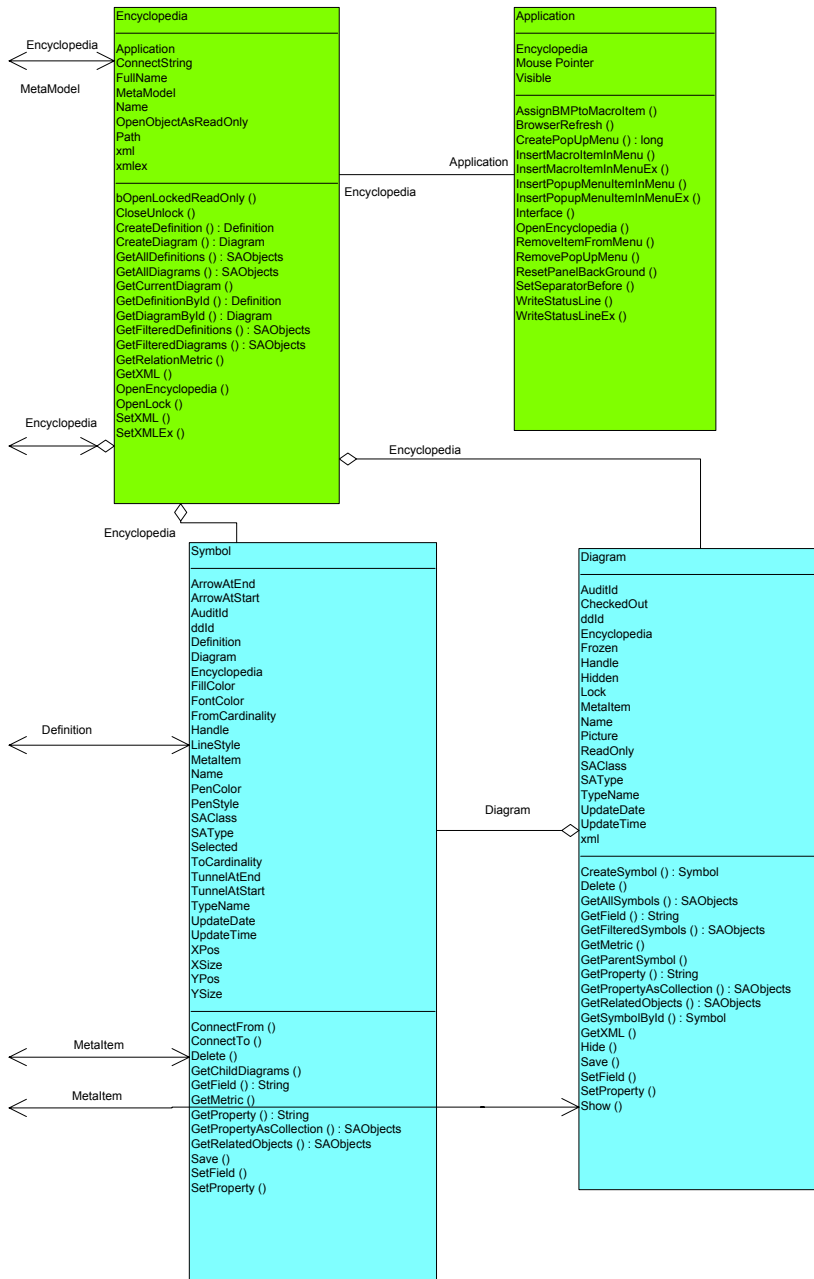 Encyclopedia
Application
ConnectString
FullName
MetaModel
Name
OpenObjectAsReadOnly
Path
xml
xmlex
bOpenLockedReadOnly ()
CloseUnlock ()
CreateDefinition () : Definition
CreateDiagram () : Diagram
GetAllDefinitions () : SAObjects
GetAllDiagrams () : SAObjects
GetCurrentDiagram ()
GetDefinitionById () : Definition
GetDiagramById () : Diagram
GetFilteredDefinitions () : SAObjects
GetFilteredDiagrams () : SAObjects
GetRelationMetric ()
GetXML ()
OpenEncyclopedia ()
OpenLock ()
SetXML ()
SetXMLEx ()
Encyclopedia
MetaModel
Encyclopedia
Application
Encyclopedia
Application
Encyclopedia
Mouse Pointer
Visible
AssignBMPtoMacroItem ()
BrowserRefresh ()
CreatePopUpMenu () : long
InsertMacroItemInMenu ()
InsertMacroItemInMenuEx ()
InsertPopupMenuItemInMenu ()
InsertPopupMenuItemInMenuEx ()
Interface ()
OpenEncyclopedia ()
RemoveItemFromMenu ()
RemovePopUpMenu ()
ResetPanelBackGround ()
SetSeparatorBefore ()
WriteStatusLine ()
WriteStatusLineEx ()
Encyclopedia
Encyclopedia
Symbol
ArrowAtEnd
ArrowAtStart
AuditId
ddId
Definition
Diagram
Encyclopedia
FillColor
FontColor
FromCardinality
Handle
LineStyle
MetaItem
Name
PenColor
PenStyle
SAClass
SAType
Selected
ToCardinality
TunnelAtEnd
TunnelAtStart
TypeName
UpdateDate
UpdateTime
XPos
XSize
YPos
YSize
ConnectFrom ()
ConnectTo ()
Delete ()
GetChildDiagrams ()
GetField () : String
GetMetric ()
GetProperty () : String
GetPropertyAsCollection () : SAObjects
GetRelatedObjects () : SAObjects
Save ()
SetField ()
SetProperty ()
Definition
MetaItem
MetaItem
Diagram
Diagram
AuditId
CheckedOut
ddId
Encyclopedia
Frozen
Handle
Hidden
Lock
MetaItem
Name
Picture
ReadOnly
SAClass
SAType
TypeName
UpdateDate
UpdateTime
xml
CreateSymbol () : Symbol
Delete ()
GetAllSymbols () : SAObjects
GetField () : String
GetFilteredSymbols () : SAObjects
GetMetric ()
GetParentSymbol ()
GetProperty () : String
GetPropertyAsCollection () : SAObjects
GetRelatedObjects () : SAObjects
GetSymbolById () : Symbol
GetXML ()
Hide ()
Save ()
SetField ()
SetProperty ()
Show ()